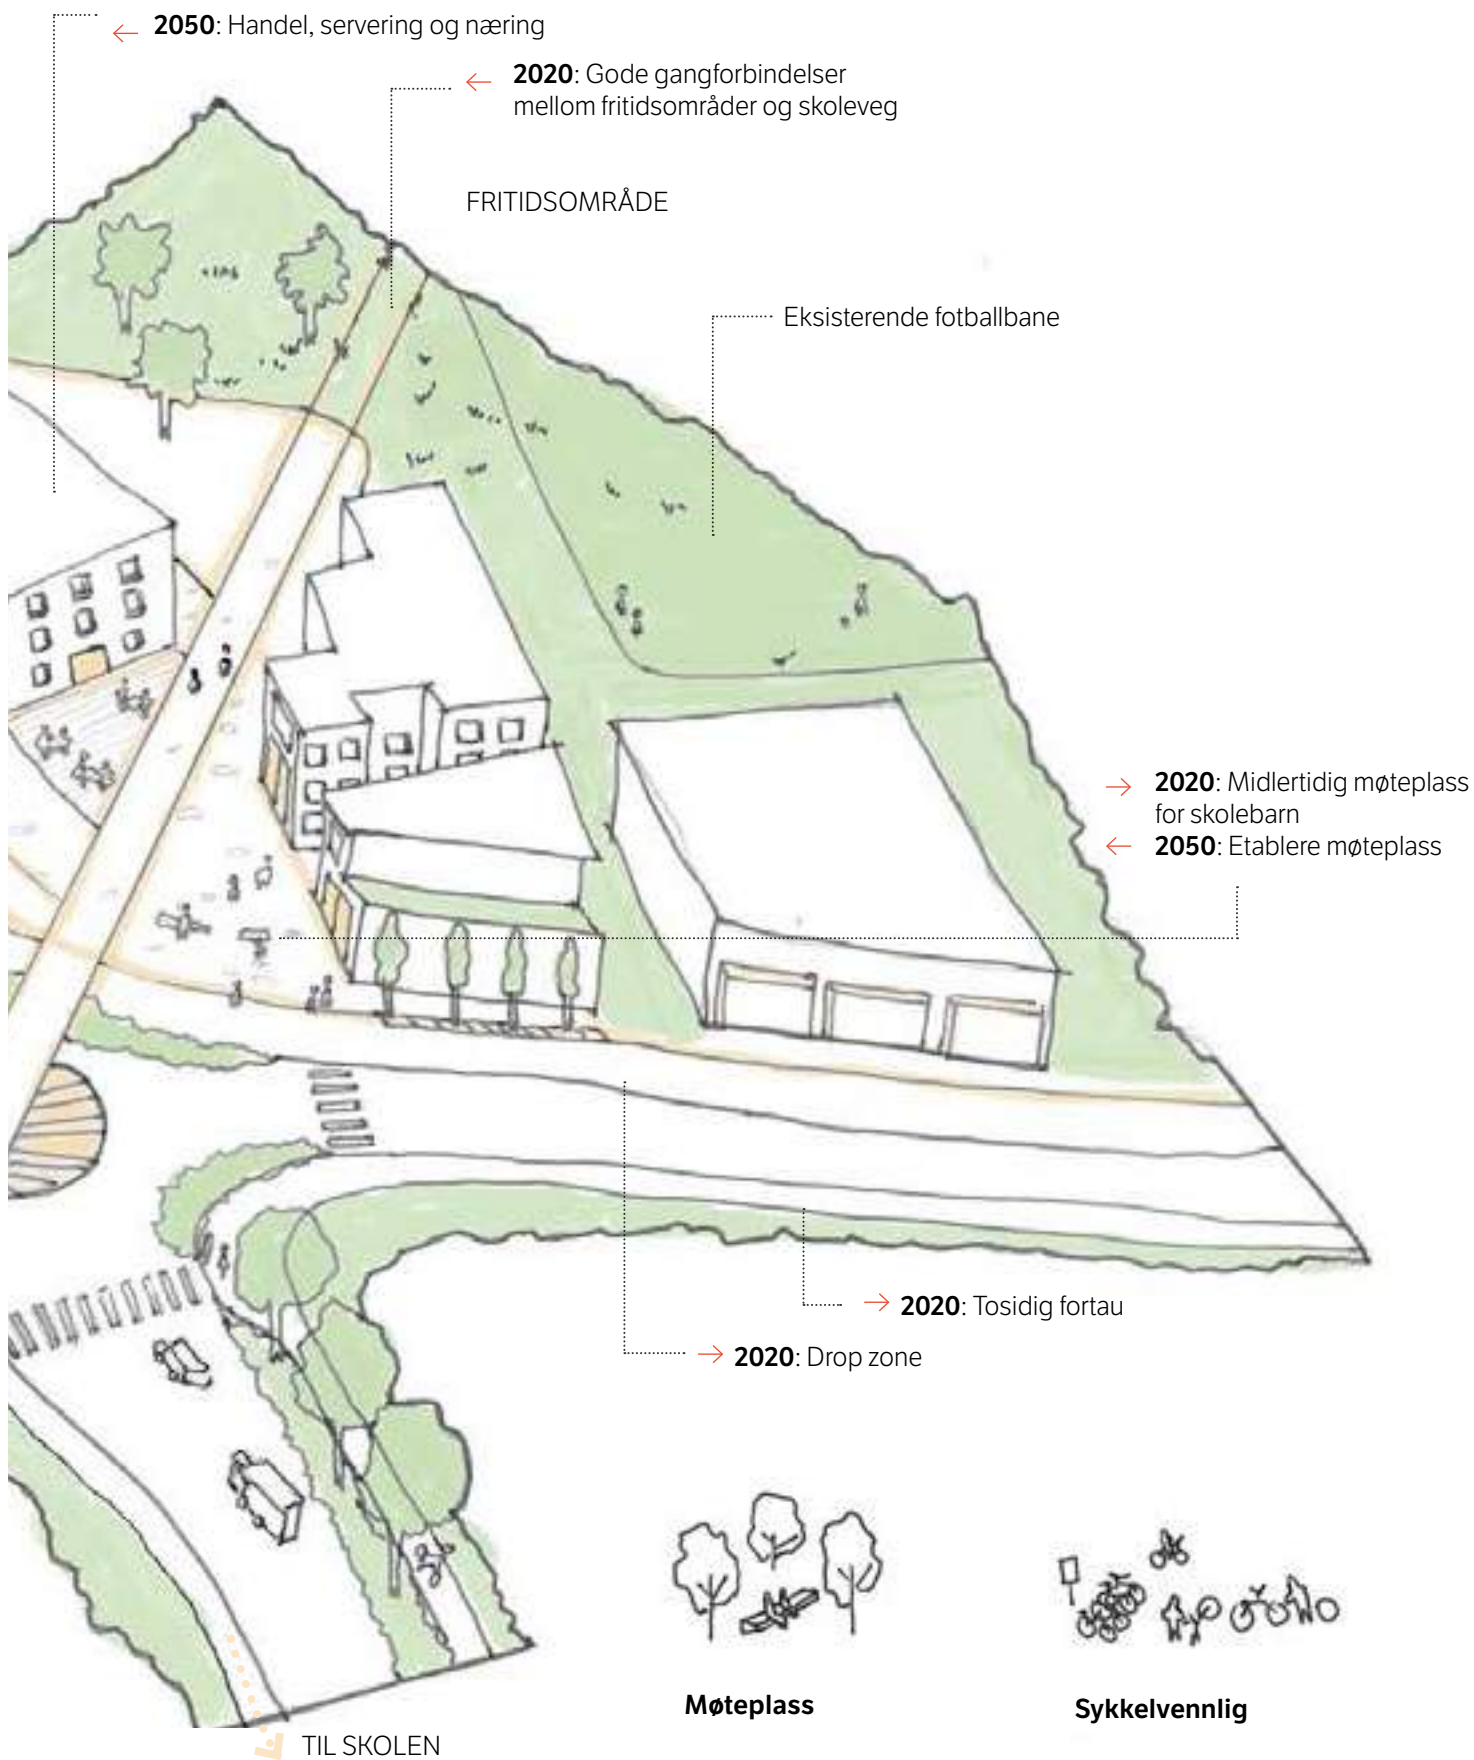 2050: Handel, servering og næring
2020: Gode gangforbindelser
mellom fritidsområder og skoleveg
FRITIDSOMRÅDE
Eksisterende fotballbane
2020: Midlertidig møteplass
for skolebarn
2050: Etablere møteplass
2020: Tosidig fortau
2020: Drop zone
Møteplass
Sykkelvennlig
TIL SKOLEN